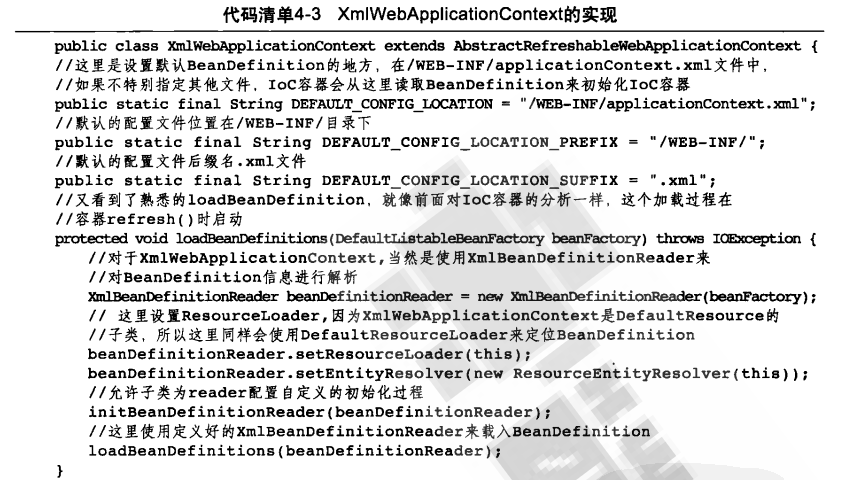 代码清单4-3 XmlWebApplicationContext的实现
public class XmlWebApplicationContext extends AbstractRefreshableWebApplicationContext {
//这里是设置默认BeanDefinition的地方，在/WEB-INF/applicationContext.xml文件中，
//如果不特别指定其他文件，IoC容器会从这里读取BeanDefinition来初始化IoC容器
public static final String DEFAULT_CONFIG_LOCATION = "/WEB-INF/applicationContext.xml";
//默认的配置文件位置在/WEB-INF/目录下
public static final String DEFAULT_CONFIG_LOCATION_PREFIX = "/WEB-INF/";
//默认的配置文件后缀名.xml文件
public static final String DEFAULT_CONFIG_LOCATION_SUFFIX = ".xml";
//又看到了熟悉的loadBeanDefinition，就像前面对IoC容器的分析一样，这个加载过程在
//容器refresh()时启动
protected void loadBeanDefinitions(DefaultListableBeanFactory beanFactory) throws IOException {
//对于XmlWebApplicationContext,当然是使用XmlBeanDefinitionReader来
//对BeanDefinition信息进行解析
XmlBeanDefinitionReader beanDefinitionReader = new XmlBeanDefinitionReader(beanFactory);
// 这里设置ResourceLoader,因为XmlWebApplicationContext是DefaultResource的
//子类，所以这里同样会使用DefaultResourceLoader来定位BeanDefinition
beanDefinitionReader.setResourceLoader(this);
beanDefinitionReader.setEntityResolver(new ResourceEntityResolver(this));
//允许子类为reader配置自定义的初始化过程
initBeanDefinitionReader(beanDefinitionReader);
//这里使用定义好的XmlBeanDefinitionReader来载入BeanDefinition
loadBeanDefinitions(beanDefinitionReader);
}